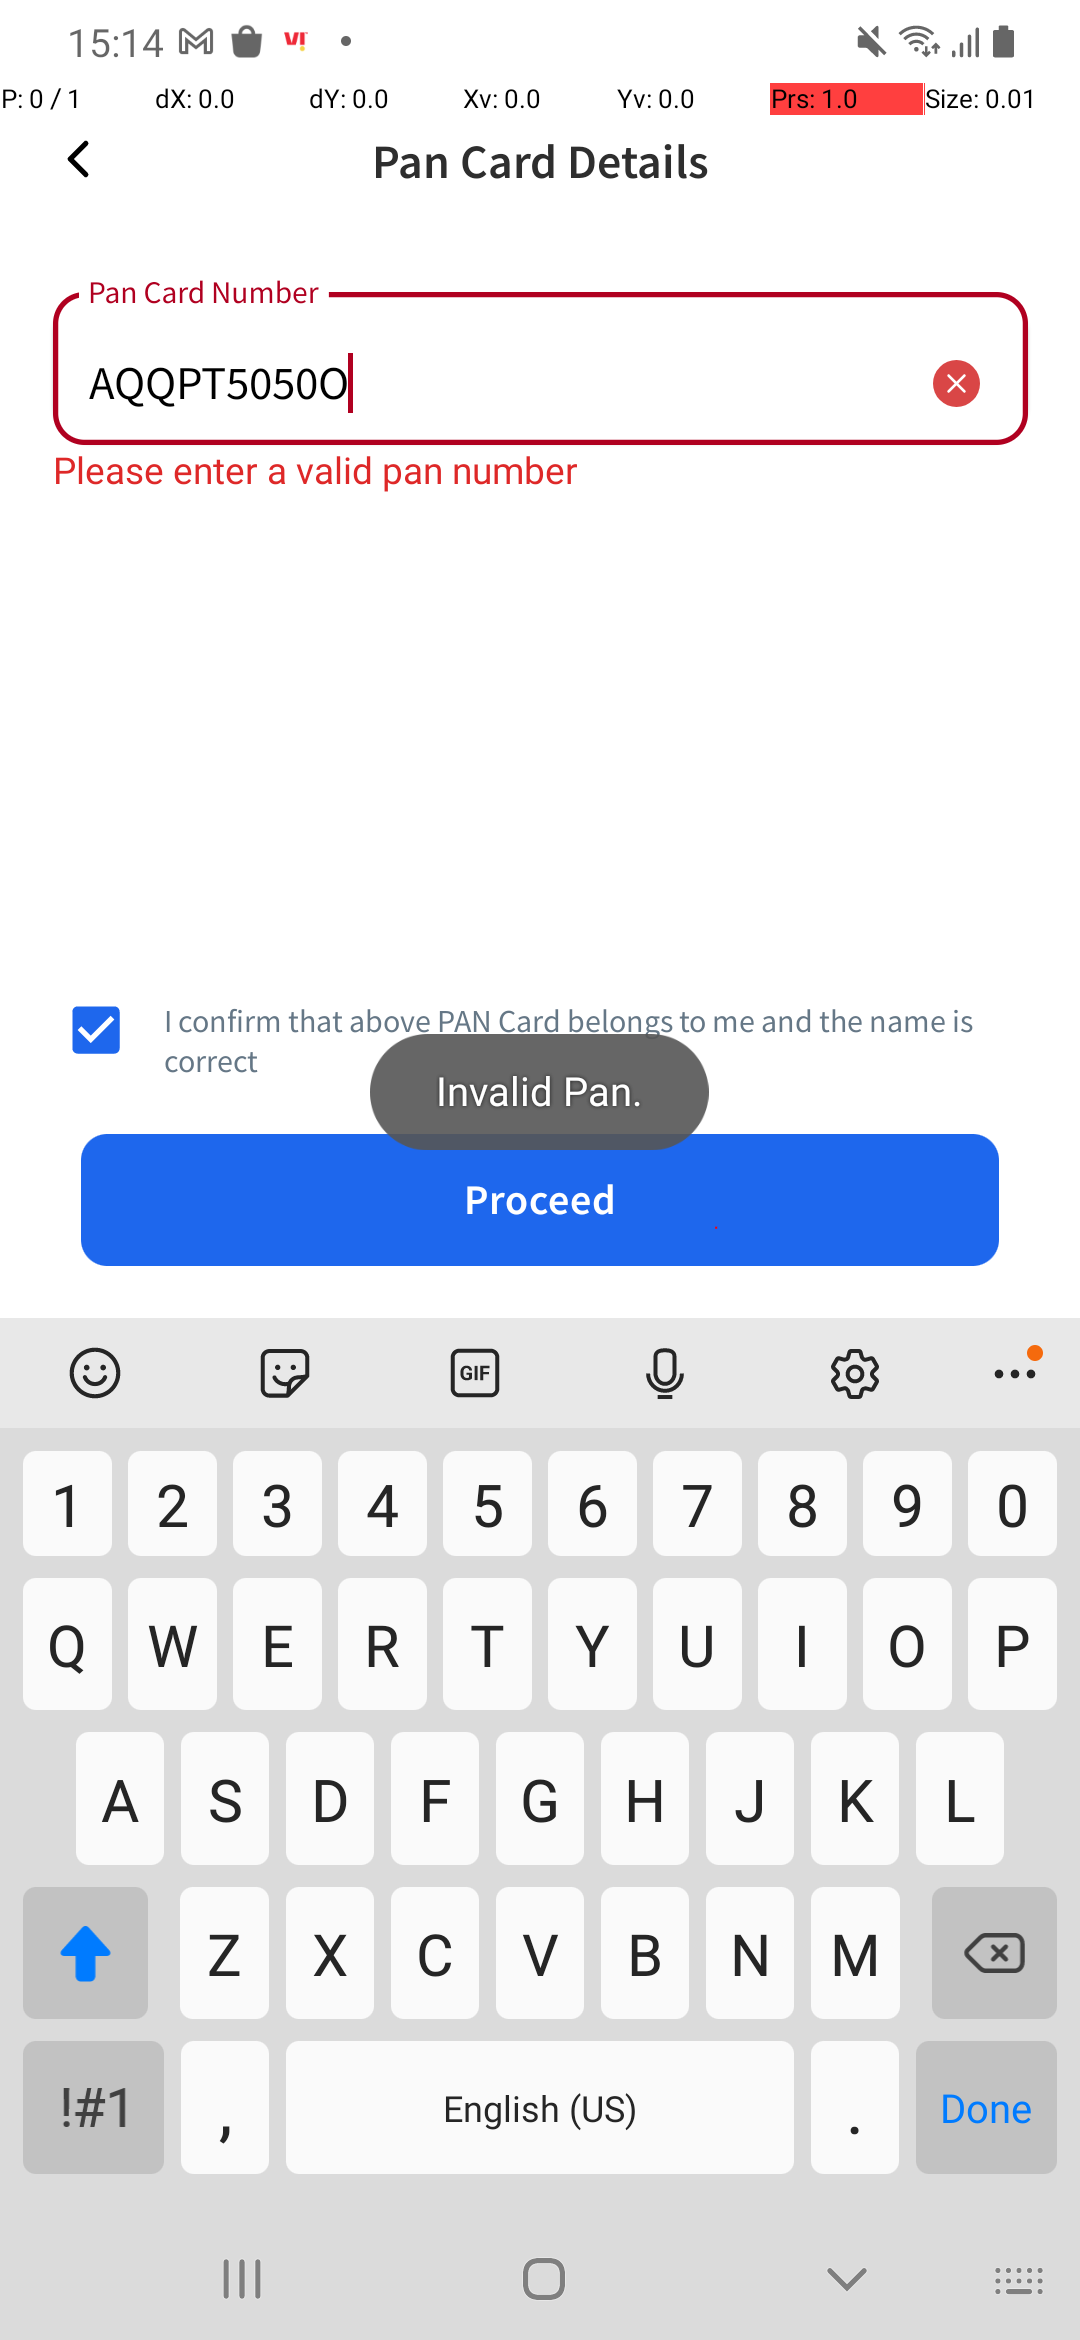 15:14
P: 0 / 1 dX: 0.0 dY: 0.0 Xv: 0.0 Yv: 0.0 Prs: 1.0 Size: 0.01
Pan Card Details
Pan Card Number
AQQPT5050O
Please enter a valid pan number
I confirm that above PAN Card belongs to me and the name is
correct
Invalid Pan.
Proceed
GIF
1 2 3 4 5 6 7 8 9 0
Q W E R T Y U I O P
A S D F G H J K L
Z X C V B N M
!#1 , English (US) . Done